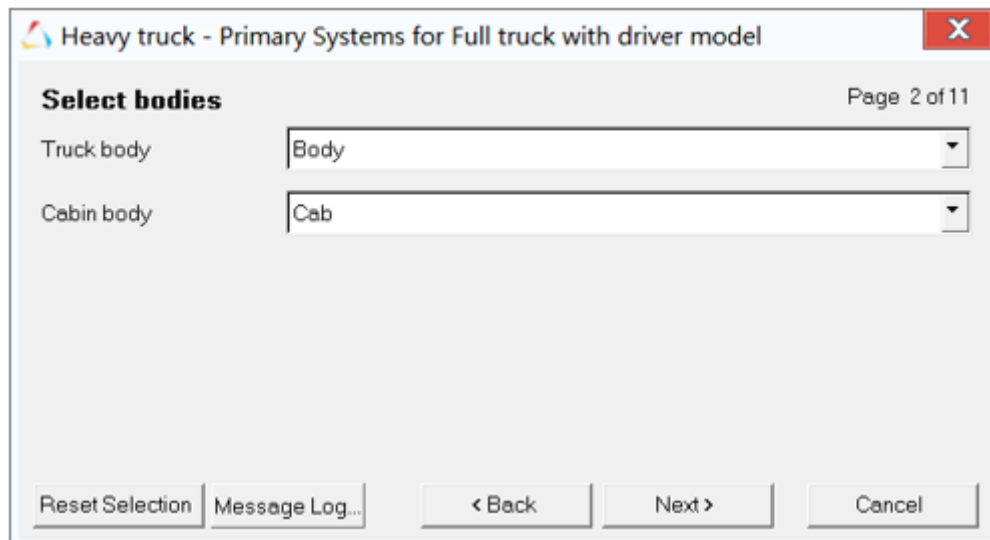 Heavy truck - Primary Systems for Full truck with driver model
Select bodies Page 2 of 11
Truck body Body
Cabin body Cab
Reset Selection Message Log... < Back Next > Cancel